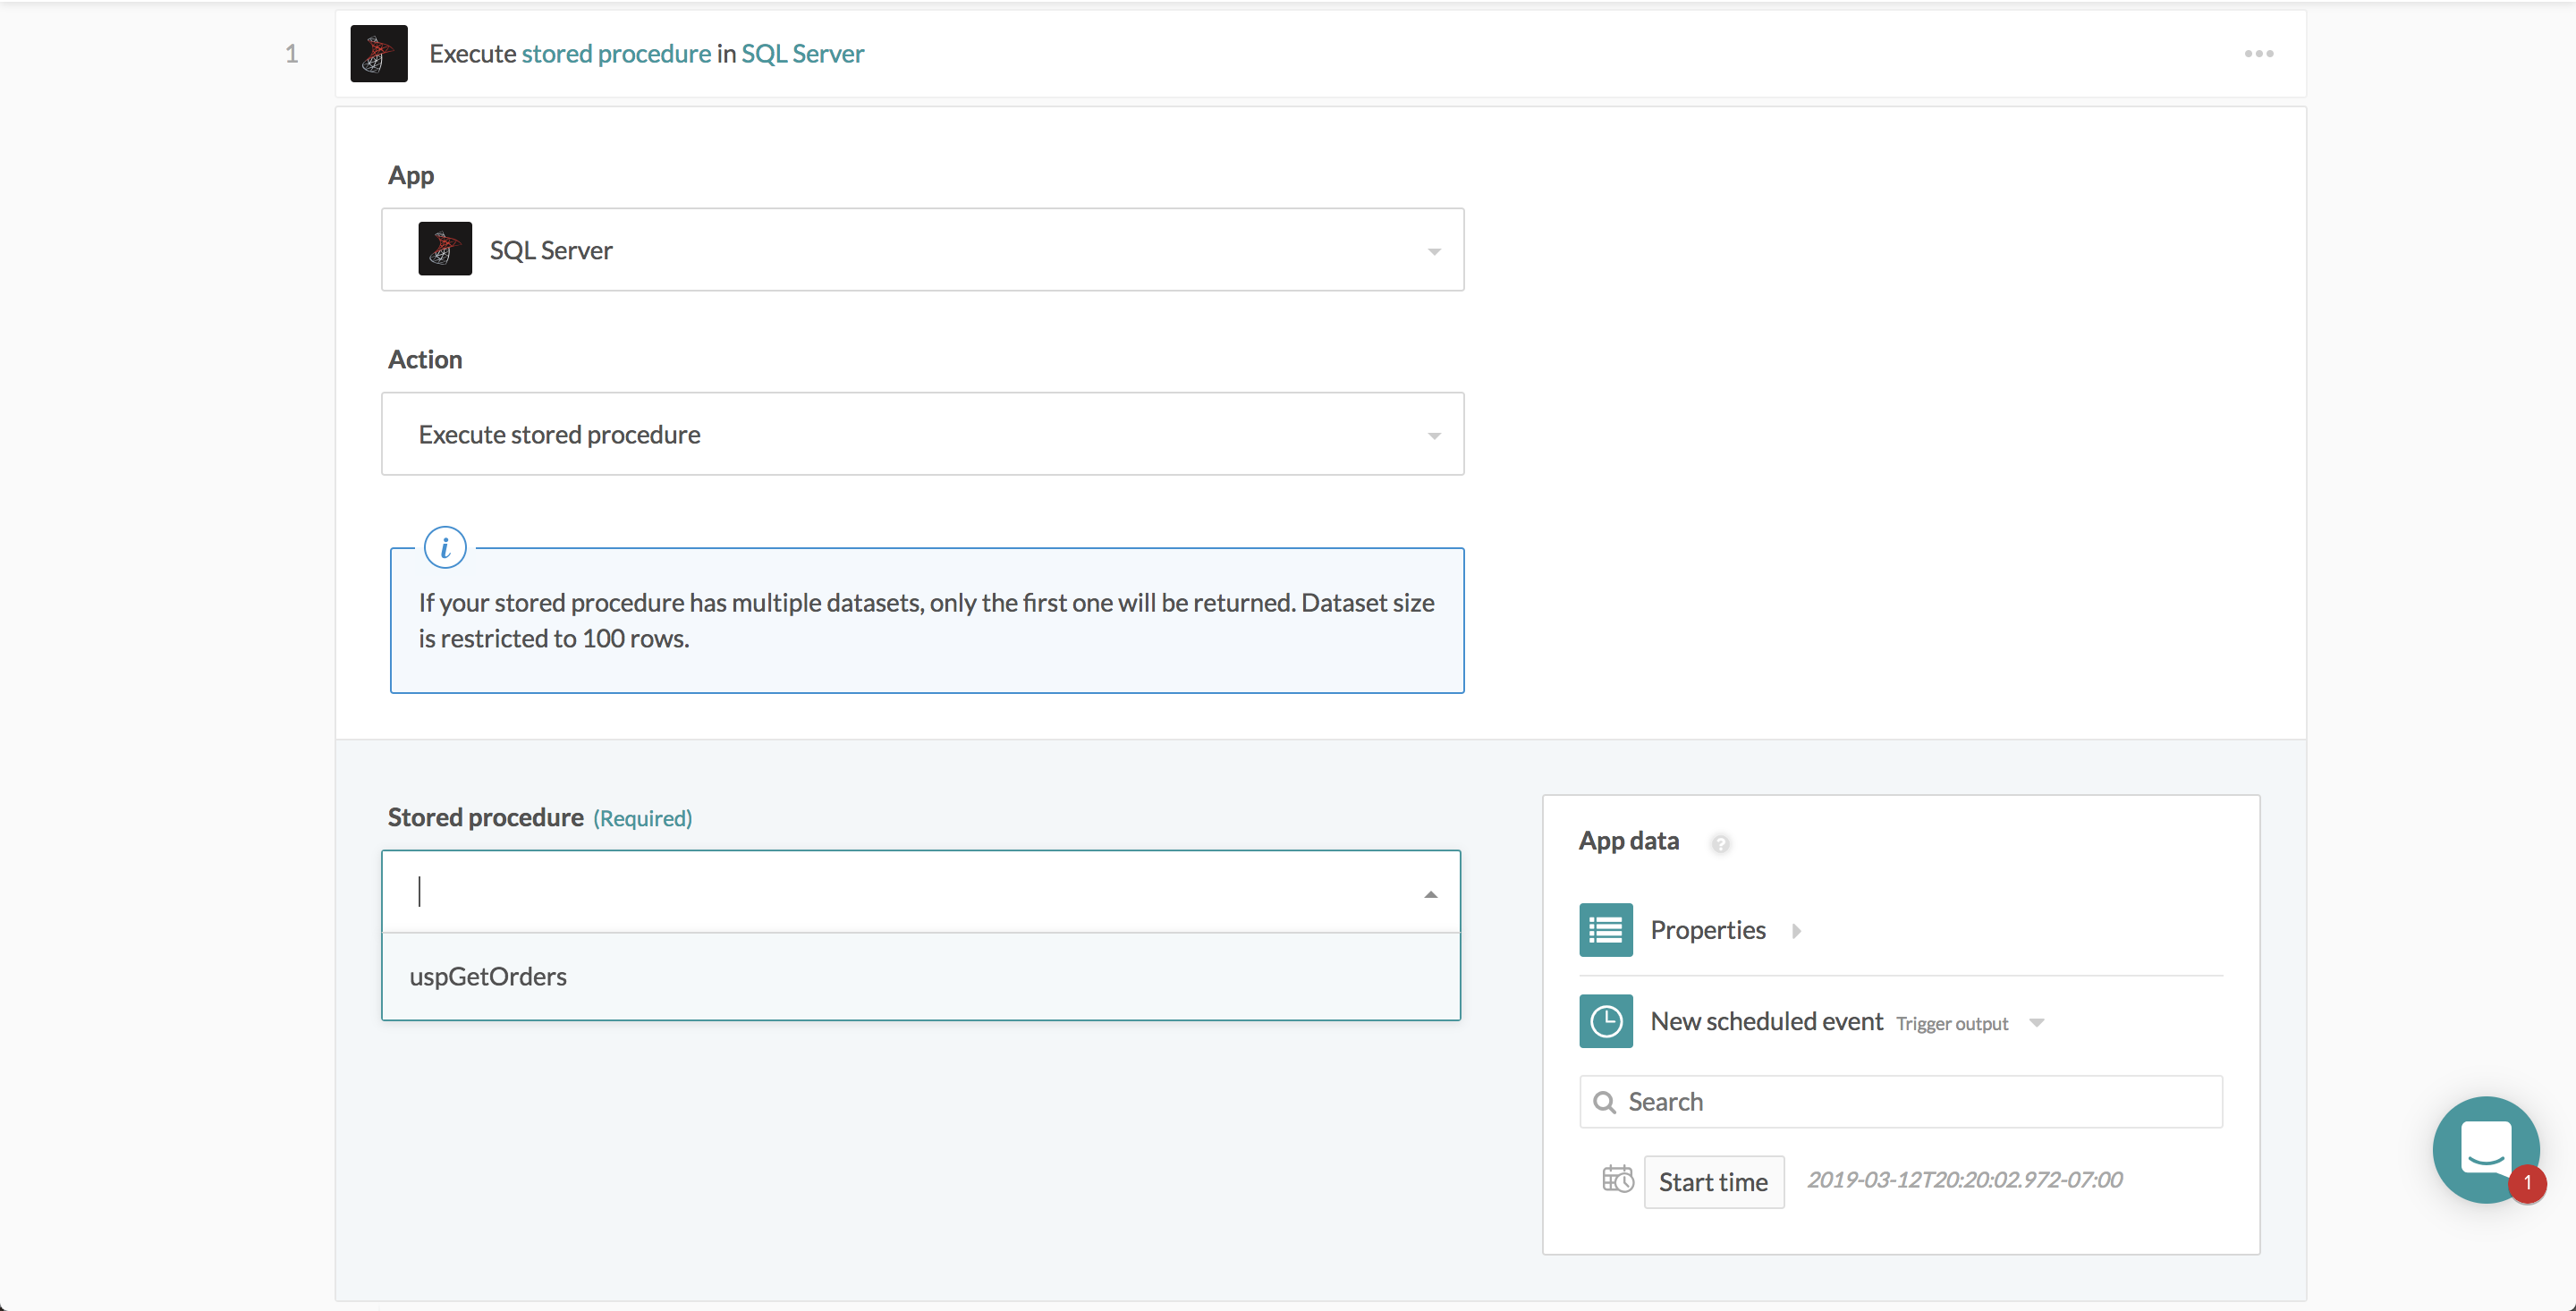 1
Execute stored procedure in SQL Server
App
SQL Server
Action
Execute stored procedure
i
If your stored procedure has multiple datasets, only the first one will be returned. Dataset size
is restricted to 100 rows.
Stored procedure (Required)
uspGetOrders
App data ?
Properties
New scheduled event Trigger output
Search
Start time 2019-03-12T20:20:02.972-07:00
1